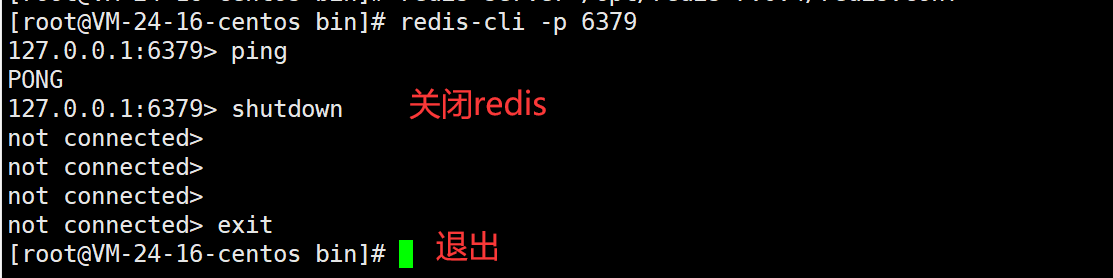 [root@VM-24-16-centos bin]# redis-cli -p 6379
127.0.0.1:6379> ping
PONG
127.0.0.1:6379> shutdown 关闭redis
not connected>
not connected>
not connected>
not connected> exit
[root@VM-24-16-centos bin]# 退出